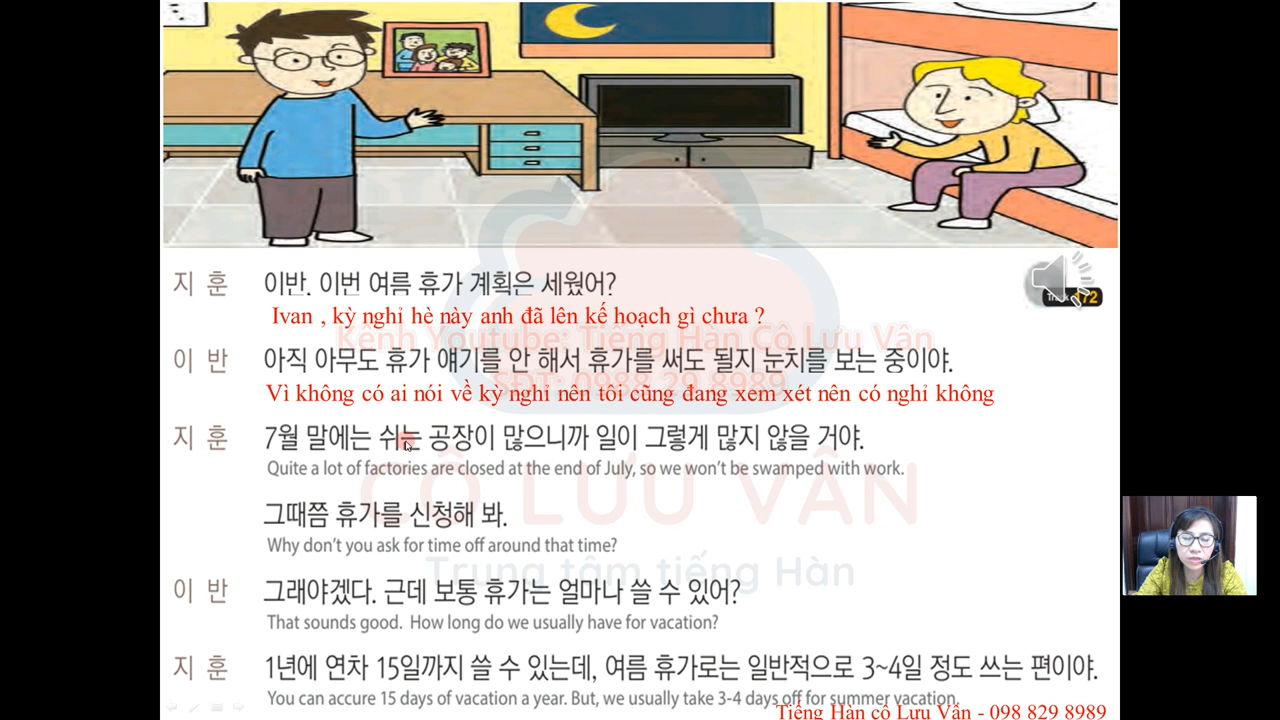 지 훈 이반, 이번 여름 휴가 계획은 세웠어?
Ivan , kỳ nghỉ hè này anh đã lên kế hoạch gì chưa ?
Kênh Youtube: Tiếng Hàn Cô Lưu Vân
이 반 아직 아무도 휴가 얘기를 안 해서 휴가를 써도 될지 눈치를 보는 중이야.
SĐT: 0988 29 8989
Vì không có ai nói về kỳ nghỉ nên tôi cũng đang xem xét nên có nghỉ không
지 훈 7월 말에는 쉬는 공장이 많으니까 일이 그렇게 많지 않을 거야.
Quite a lot of factories are closed at the end of July, so we won't be swamped with work.
CÔ LƯU VÂN
그때쯤 휴가를 신청해 봐.
Why don't you ask for time off around that time?
Trung tâm tiếng Hàn
이 반 그래야겠다. 근데 보통 휴가는 얼마나 쓸 수 있어?
That sounds good. How long do we usually have for vacation?
지 훈 1년에 연차 15일까지 쓸 수 있는데, 여름 휴가로는 일반적으로 3~4일 정도 쓰는 편이야.
You can accure 15 days of vacation a year. But, we usually take 3-4 days off for summer vacation.
Tiếng Hàn cô Lưu Vân - 098 829 8989